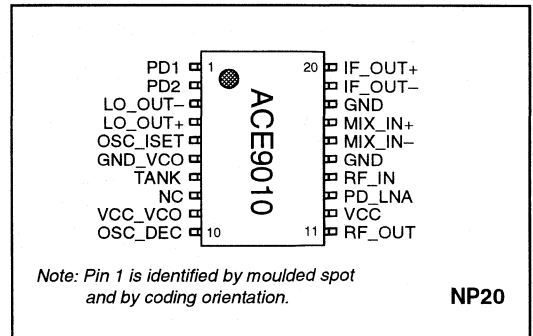 PD1 1 20 IF_OUT+
PD2 IF_OUT–
LO_OUT– GND
LO_OUT+ MIX_IN+
OSC_ISET MIX_IN–
GND_VCO GND
TANK RF_IN
NC PD_LNA
VCC_VCO VCC
OSC_DEC 10 11 RF_OUT
ACE9010
Note: Pin 1 is identified by moulded spot
and by coding orientation.
NP20